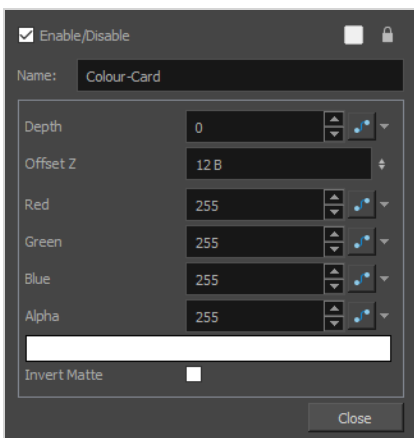 Enable/Disable
Name: Colour-Card
Depth 0
Offset Z 12 B
Red 255
Green 255
Blue 255
Alpha 255
Invert Matte
Close